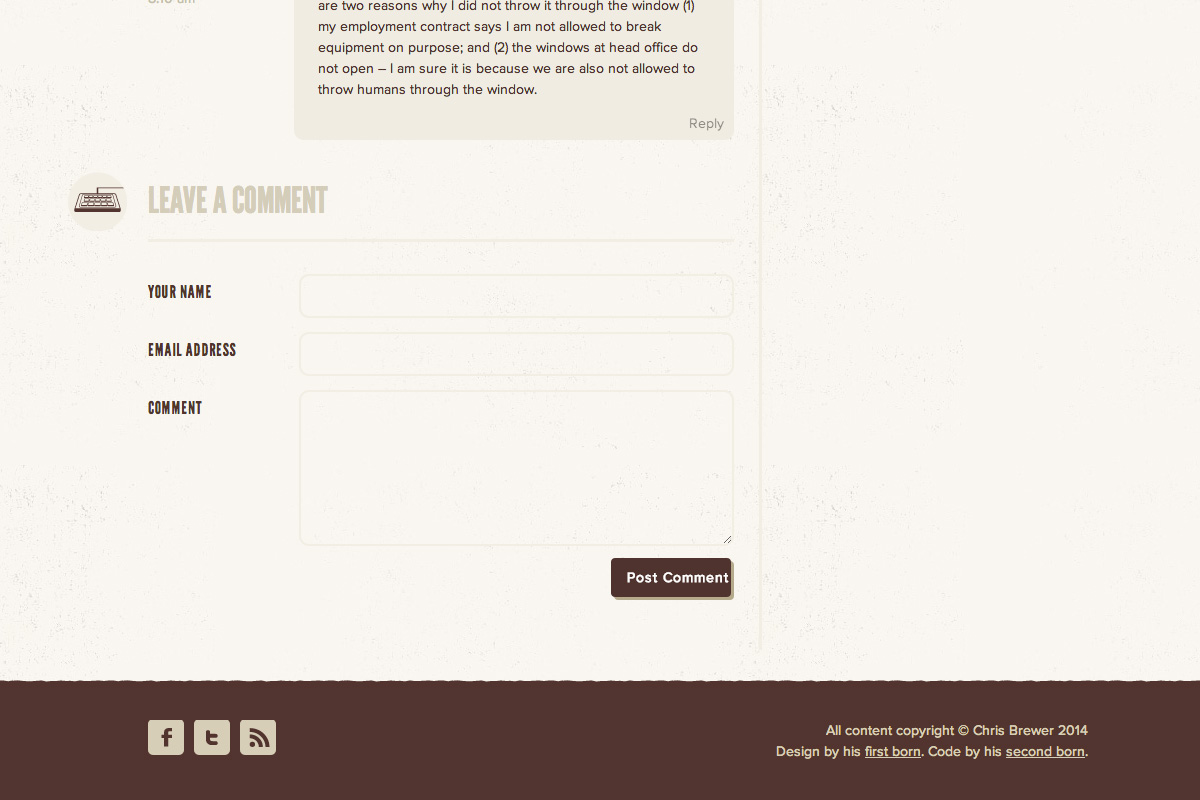 are two reasons why I did not throw it through the window (1)
my employment contract says I am not allowed to break
equipment on purpose; and (2) the windows at head office do
not open – I am sure it is because we are also not allowed to
throw humans through the window.
Reply
LEAVE A COMMENT
YOUR NAME
EMAIL ADDRESS
COMMENT
Post Comment
All content copyright © Chris Brewer 2014
Design by his first born. Code by his second born.